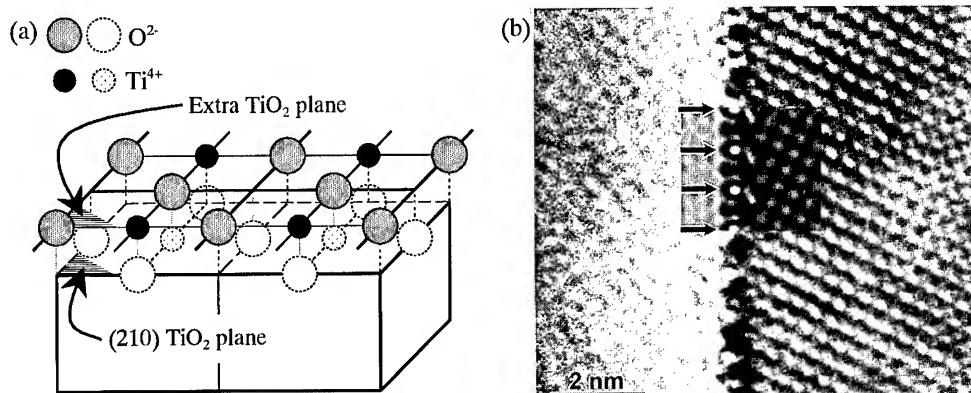 (a)
O²⁻
Ti⁴⁺
Extra TiO₂ plane
(210) TiO₂ plane
(b)
2 nm